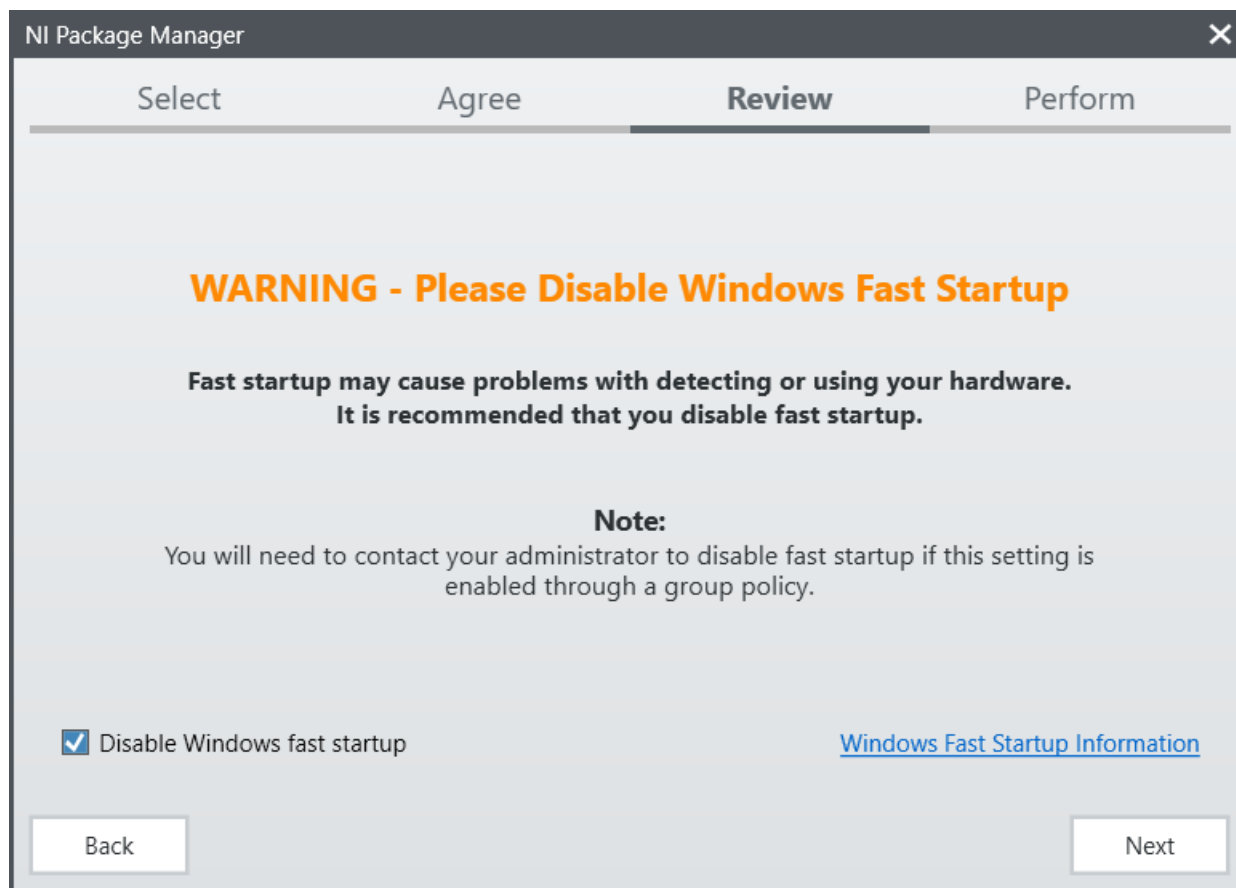 NI Package Manager
Select Agree Review Perform
WARNING - Please Disable Windows Fast Startup
Fast startup may cause problems with detecting or using your hardware.
It is recommended that you disable fast startup.
Note:
You will need to contact your administrator to disable fast startup if this setting is
enabled through a group policy.
Disable Windows fast startup Windows Fast Startup Information
Back Next